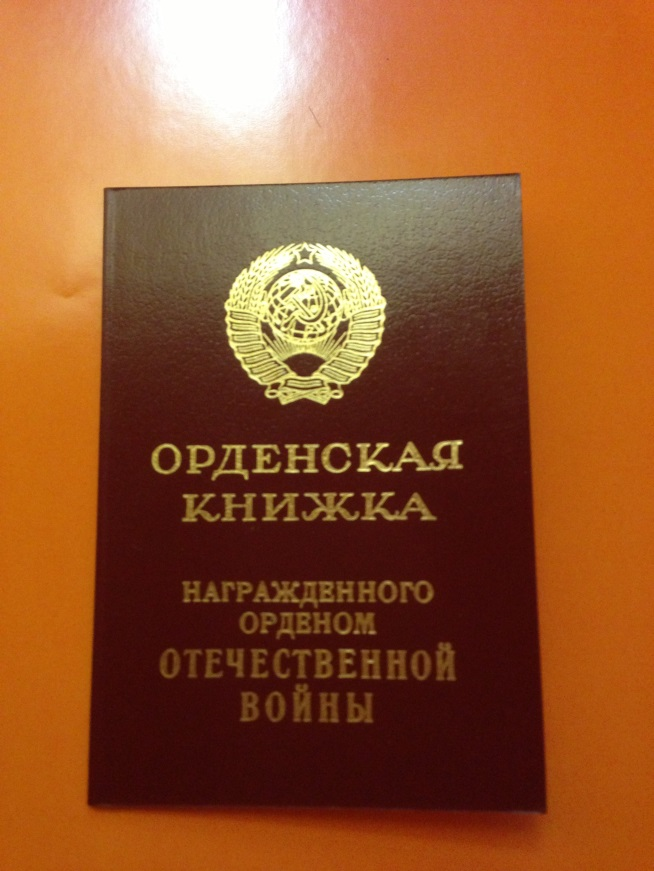 ОРДЕНСКАЯ
КНИЖКА
НАГРАЖДЕННОГО
ОРДЕНОМ
ОТЕЧЕСТВЕННОЙ
ВОЙНЫ